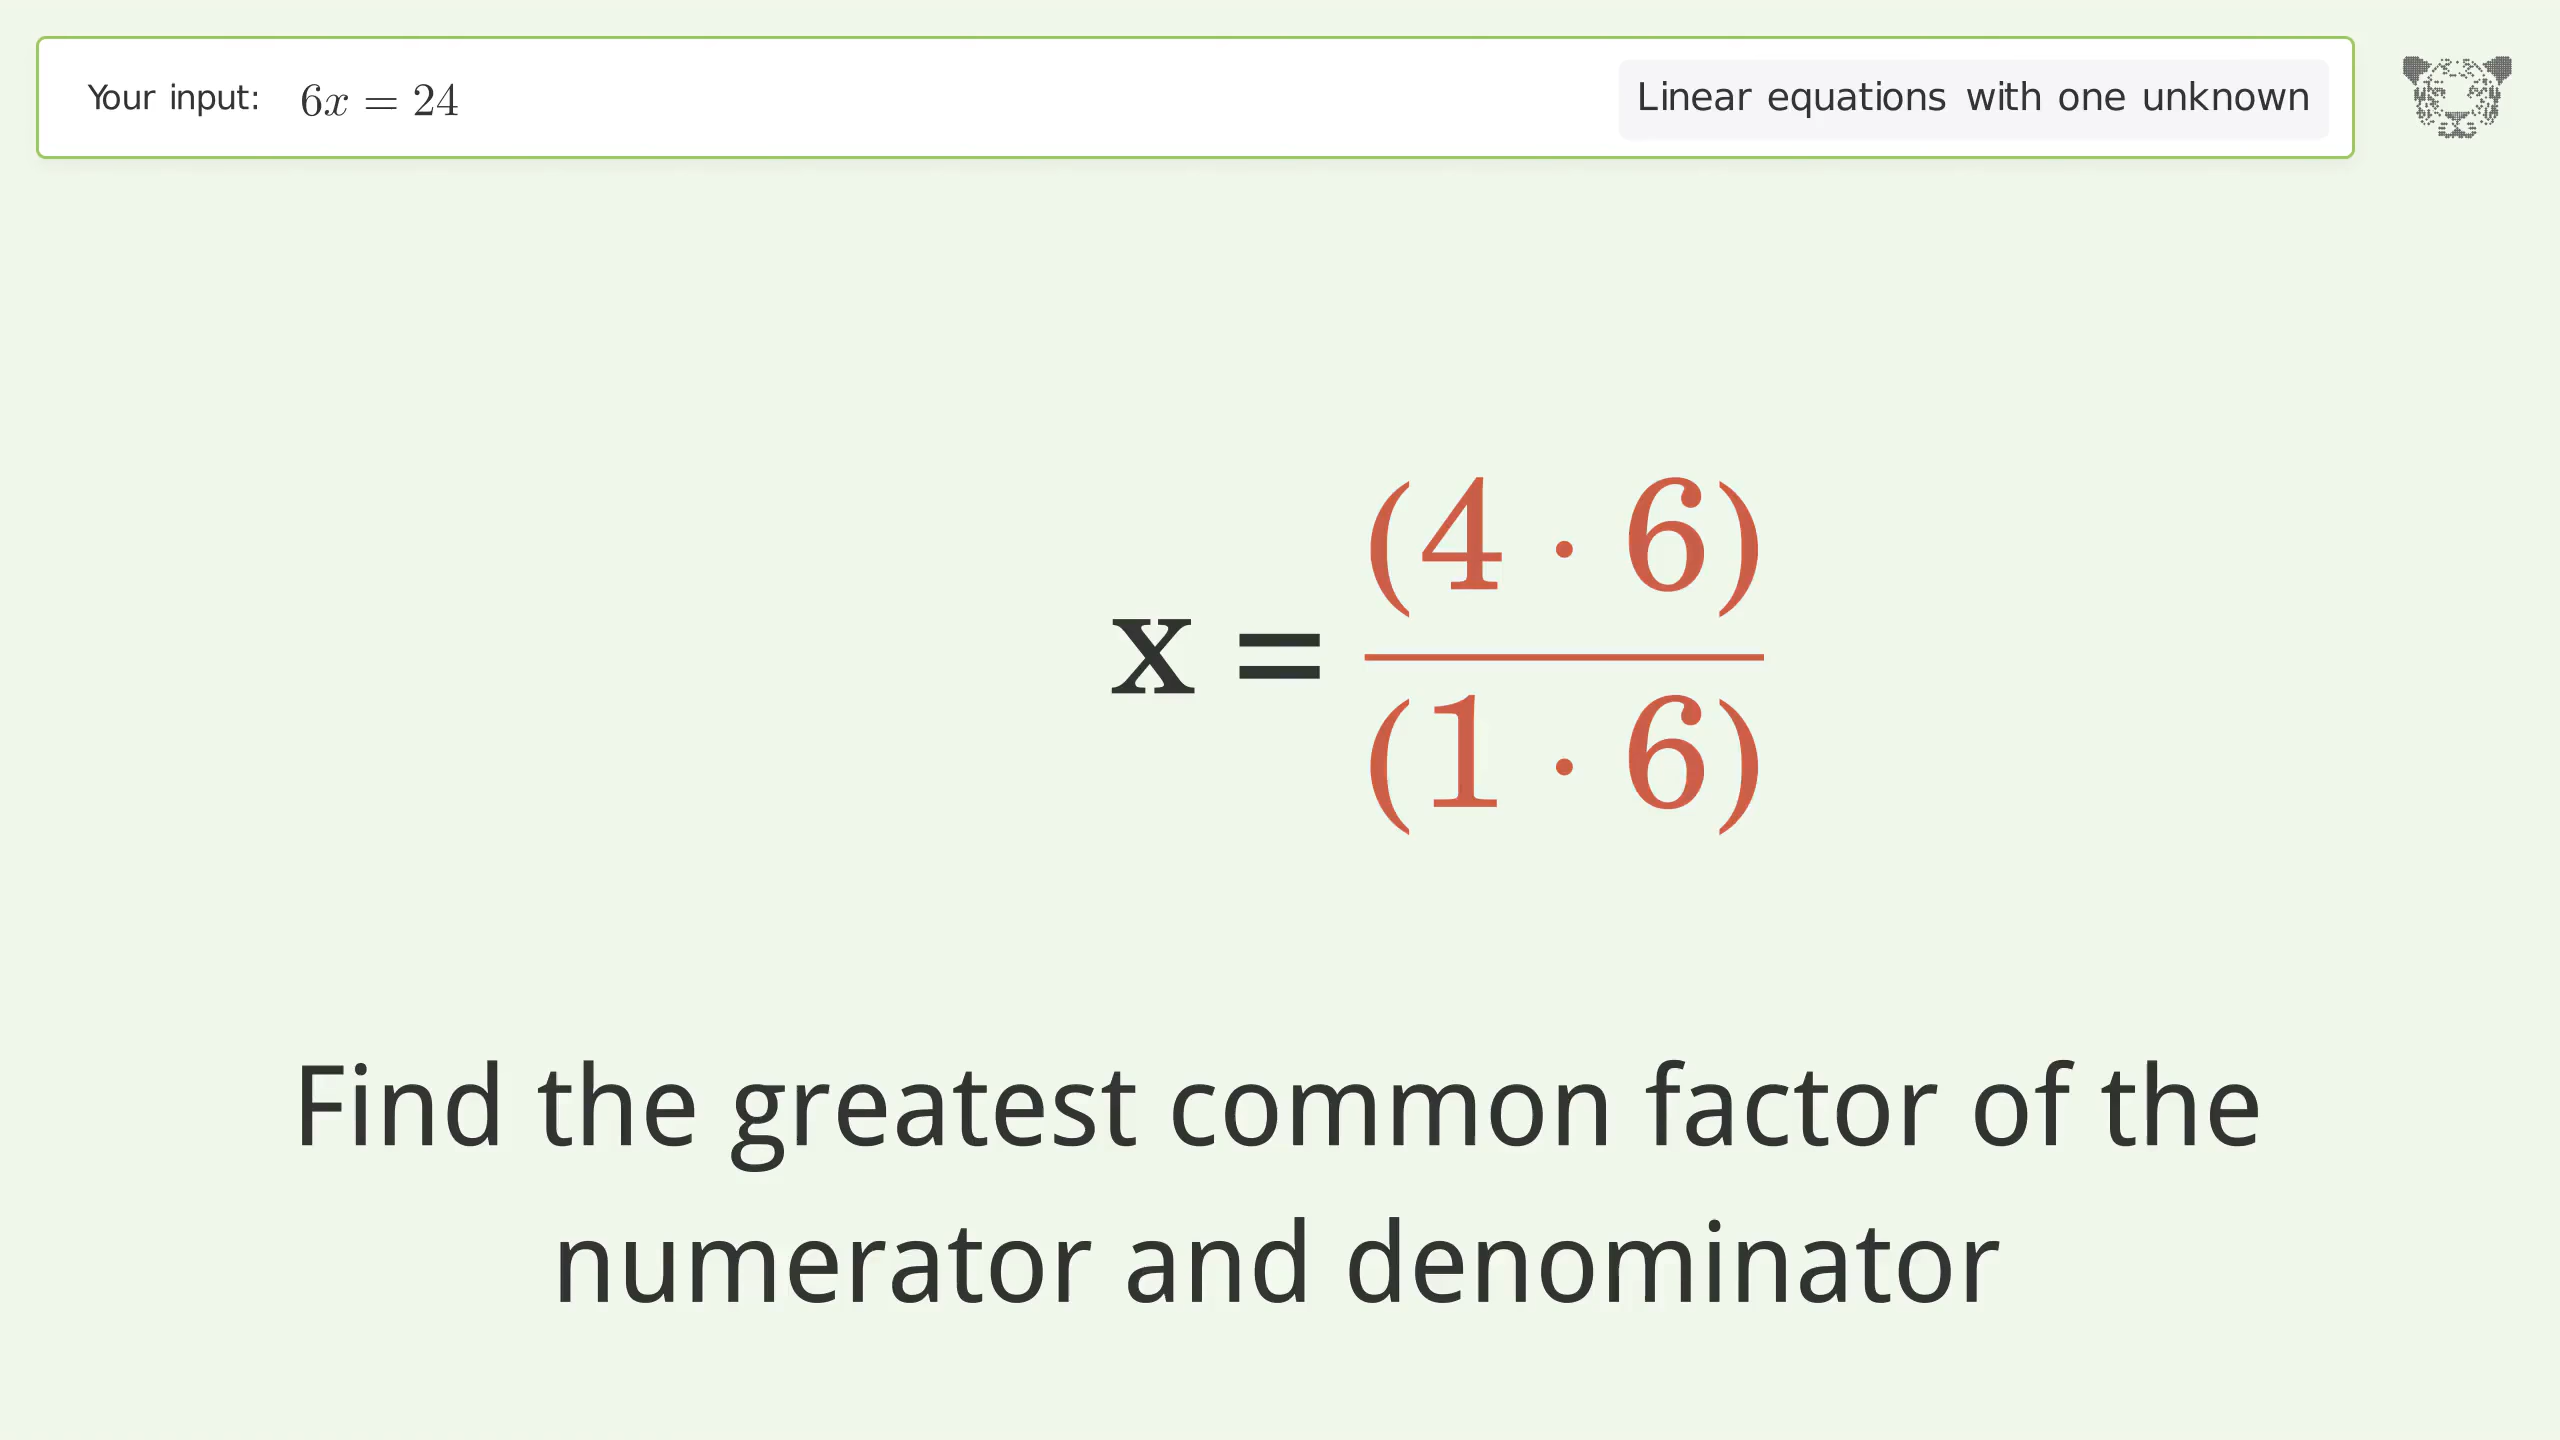 Your input: 6x = 24
Linear equations with one unknown
x = (4 · 6)/(1 · 6)
Find the greatest common factor of the
numerator and denominator